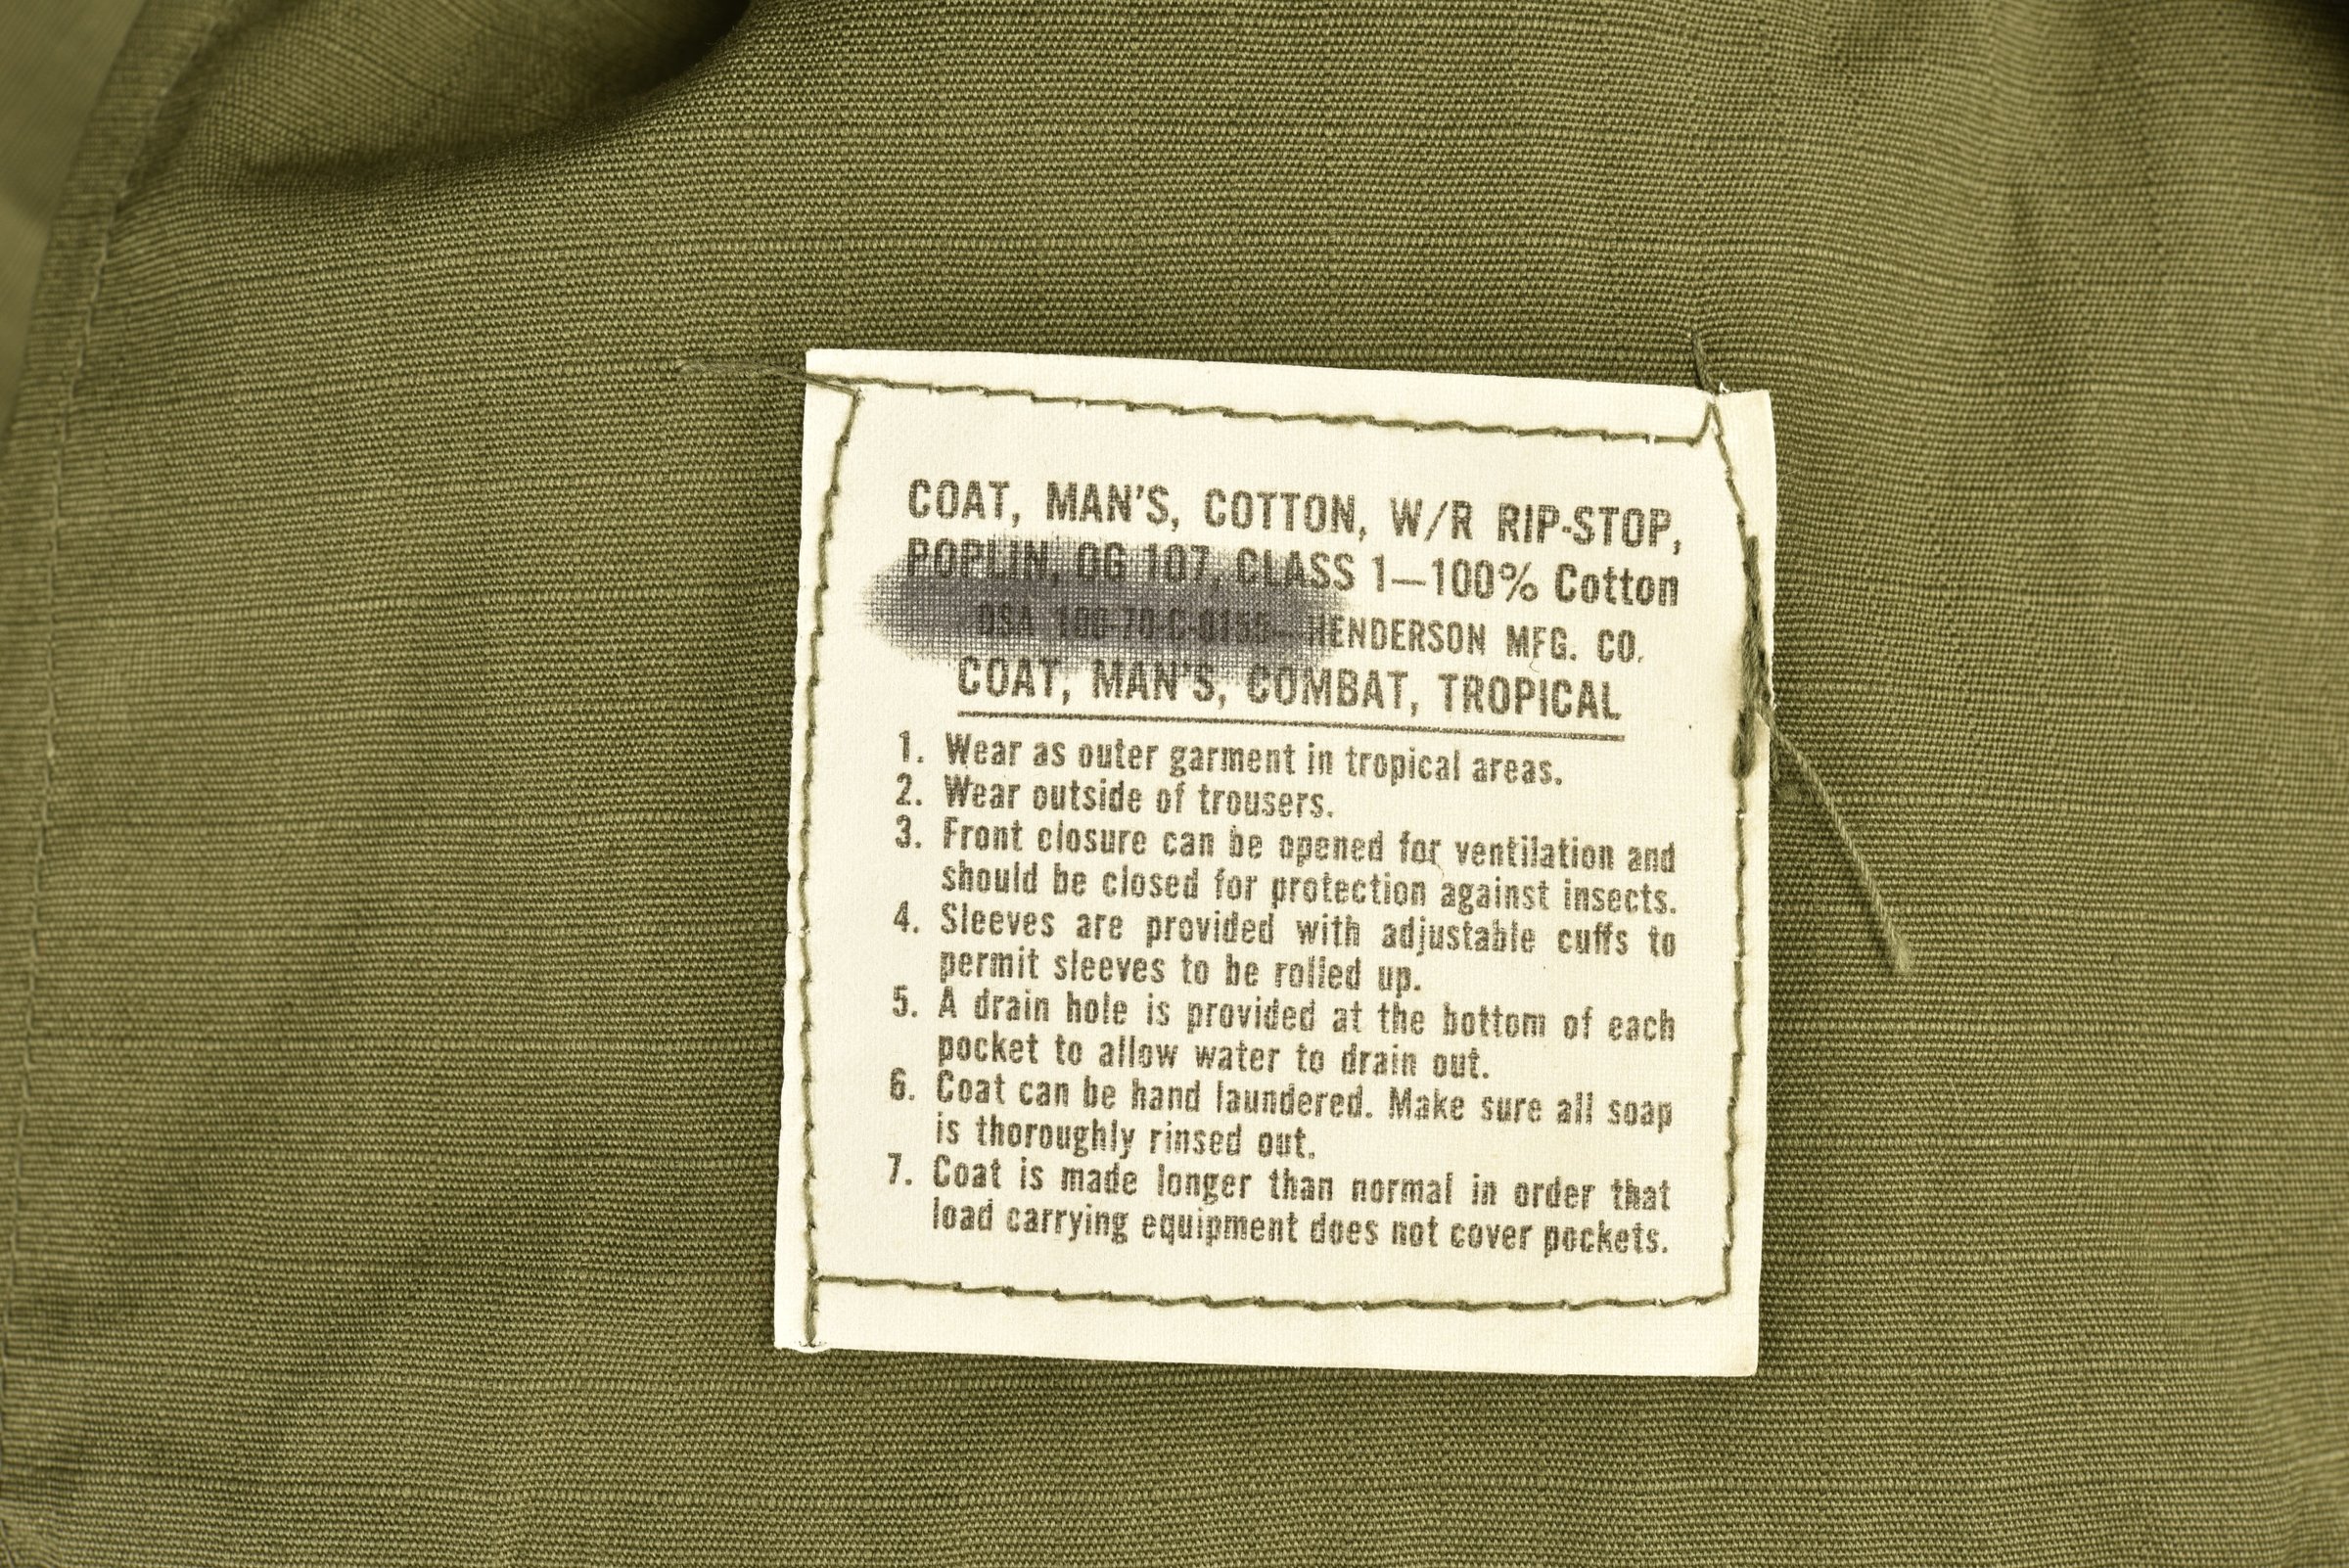 COAT, MAN'S, COTTON, W/R RIP-STOP,
POPLIN, OG 107, CLASS 1—100% Cotton
DSA 100-70-C-0155—HENDERSON MFG. CO.
COAT, MAN'S, COMBAT, TROPICAL
1. Wear as outer garment in tropical areas.
2. Wear outside of trousers.
3. Front closure can be opened for ventilation and
should be closed for protection against insects.
4. Sleeves are provided with adjustable cuffs to
permit sleeves to be rolled up.
5. A drain hole is provided at the bottom of each
pocket to allow water to drain out.
6. Coat can be hand laundered. Make sure all soap
is thoroughly rinsed out.
7. Coat is made longer than normal in order that
load carrying equipment does not cover pockets.